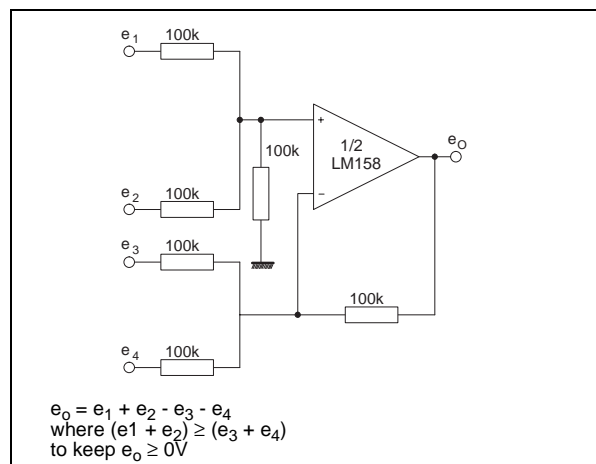 e1
100k
+
1/2
LM158
eO
100k
e2
100k
−
e3
100k
100k
e4
100k
eo = e1 + e2 - e3 - e4
where (e1 + e2) ≥ (e3 + e4)
to keep eo ≥ 0V